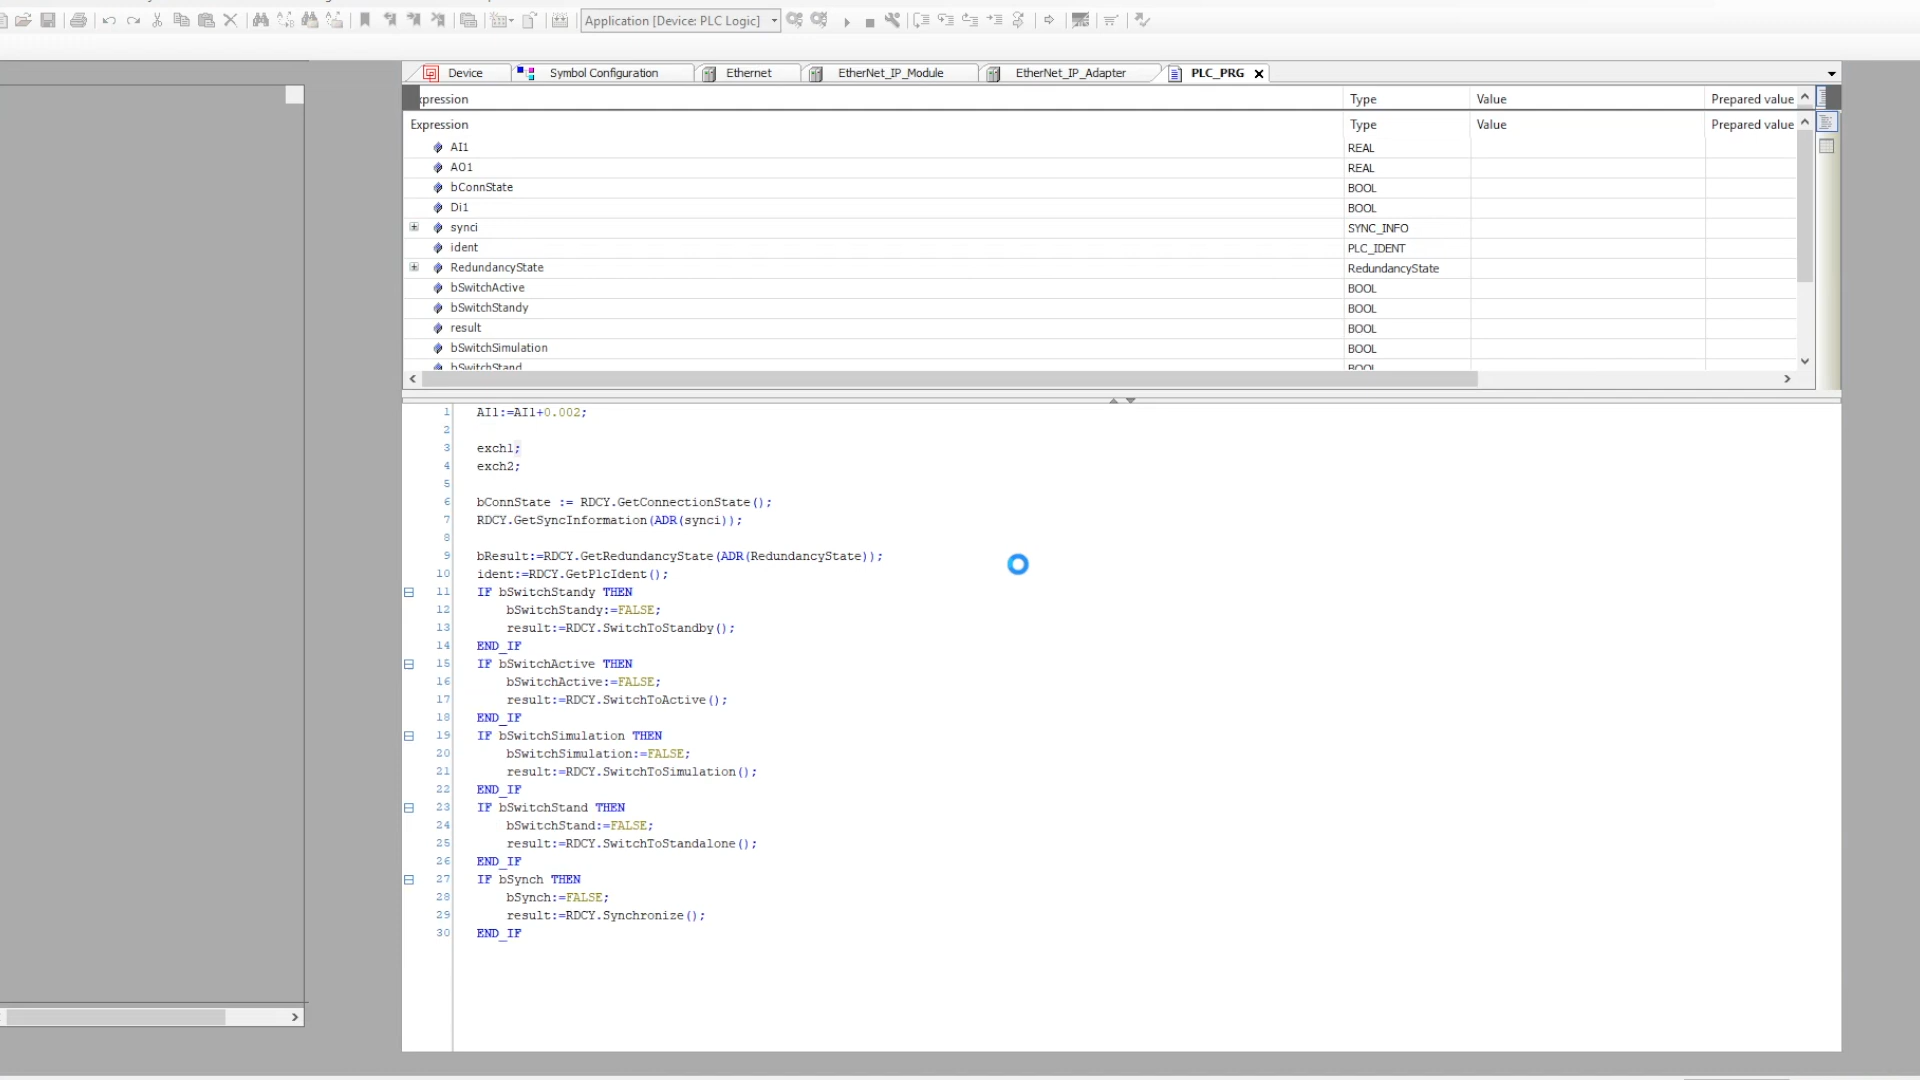 Application [Device: PLC Logic]
Device
Symbol Configuration
Ethernet
EtherNet_IP_Module
EtherNet_IP_Adapter
PLC_PRG
xpression Type Value Prepared value
Expression Type Value Prepared value
AI1 REAL
AO1 REAL
bConnState BOOL
Di1 BOOL
synci SYNC_INFO
ident PLC_IDENT
RedundancyState RedundancyState
bSwitchActive BOOL
bSwitchStandy BOOL
result BOOL
bSwitchSimulation BOOL
bSwitchStand BOOL
1 AI1:=AI1+0.002;
2
3 exch1;
4 exch2;
5
6 bConnState := RDCY.GetConnectionState();
7 RDCY.GetSyncInformation(ADR(synci));
8
9 bResult:=RDCY.GetRedundancyState(ADR(RedundancyState));
10 ident:=RDCY.GetPlcIdent();
11 IF bSwitchStandy THEN
12 bSwitchStandy:=FALSE;
13 result:=RDCY.SwitchToStandby();
14 END_IF
15 IF bSwitchActive THEN
16 bSwitchActive:=FALSE;
17 result:=RDCY.SwitchToActive();
18 END_IF
19 IF bSwitchSimulation THEN
20 bSwitchSimulation:=FALSE;
21 result:=RDCY.SwitchToSimulation();
22 END_IF
23 IF bSwitchStand THEN
24 bSwitchStand:=FALSE;
25 result:=RDCY.SwitchToStandalone();
26 END_IF
27 IF bSynch THEN
28 bSynch:=FALSE;
29 result:=RDCY.Synchronize();
30 END_IF